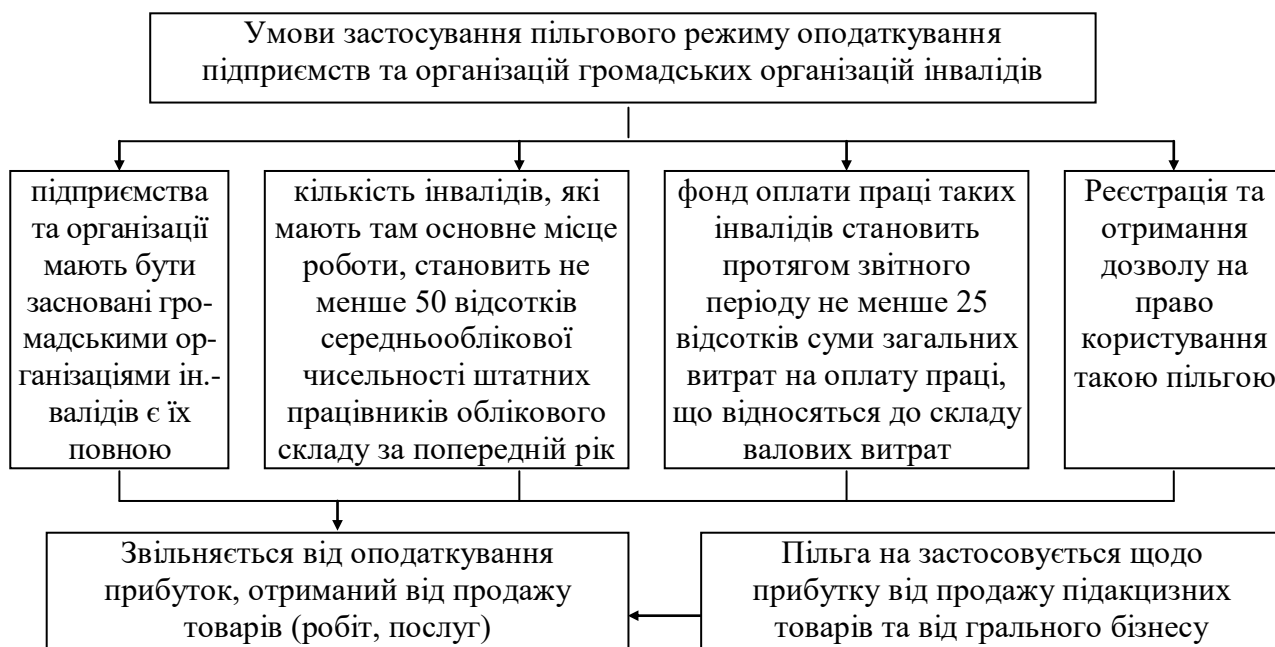 Умови застосування пільгового режиму оподаткування
підприємств та організацій громадських організацій інвалідів
підприємства
та організації
мають бути
засновані гро-
мадськими ор-
ганізаціями ін.-
валідів є їх
повною
кількість інвалідів, які
мають там основне місце
роботи, становить не
менше 50 відсотків
середньооблікової
чисельності штатних
працівників облікового
складу за попередній рік
фонд оплати праці таких
інвалідів становить
протягом звітного
періоду не менше 25
відсотків суми загальних
витрат на оплату праці,
що відносяться до складу
валових витрат
Реєстрація та
отримання
дозволу на
право
користування
такою пільгою
Звільняється від оподаткування
прибуток, отриманий від продажу
товарів (робіт, послуг)
Пільга на застосовується щодо
прибутку від продажу підакцизних
товарів та від грального бізнесу